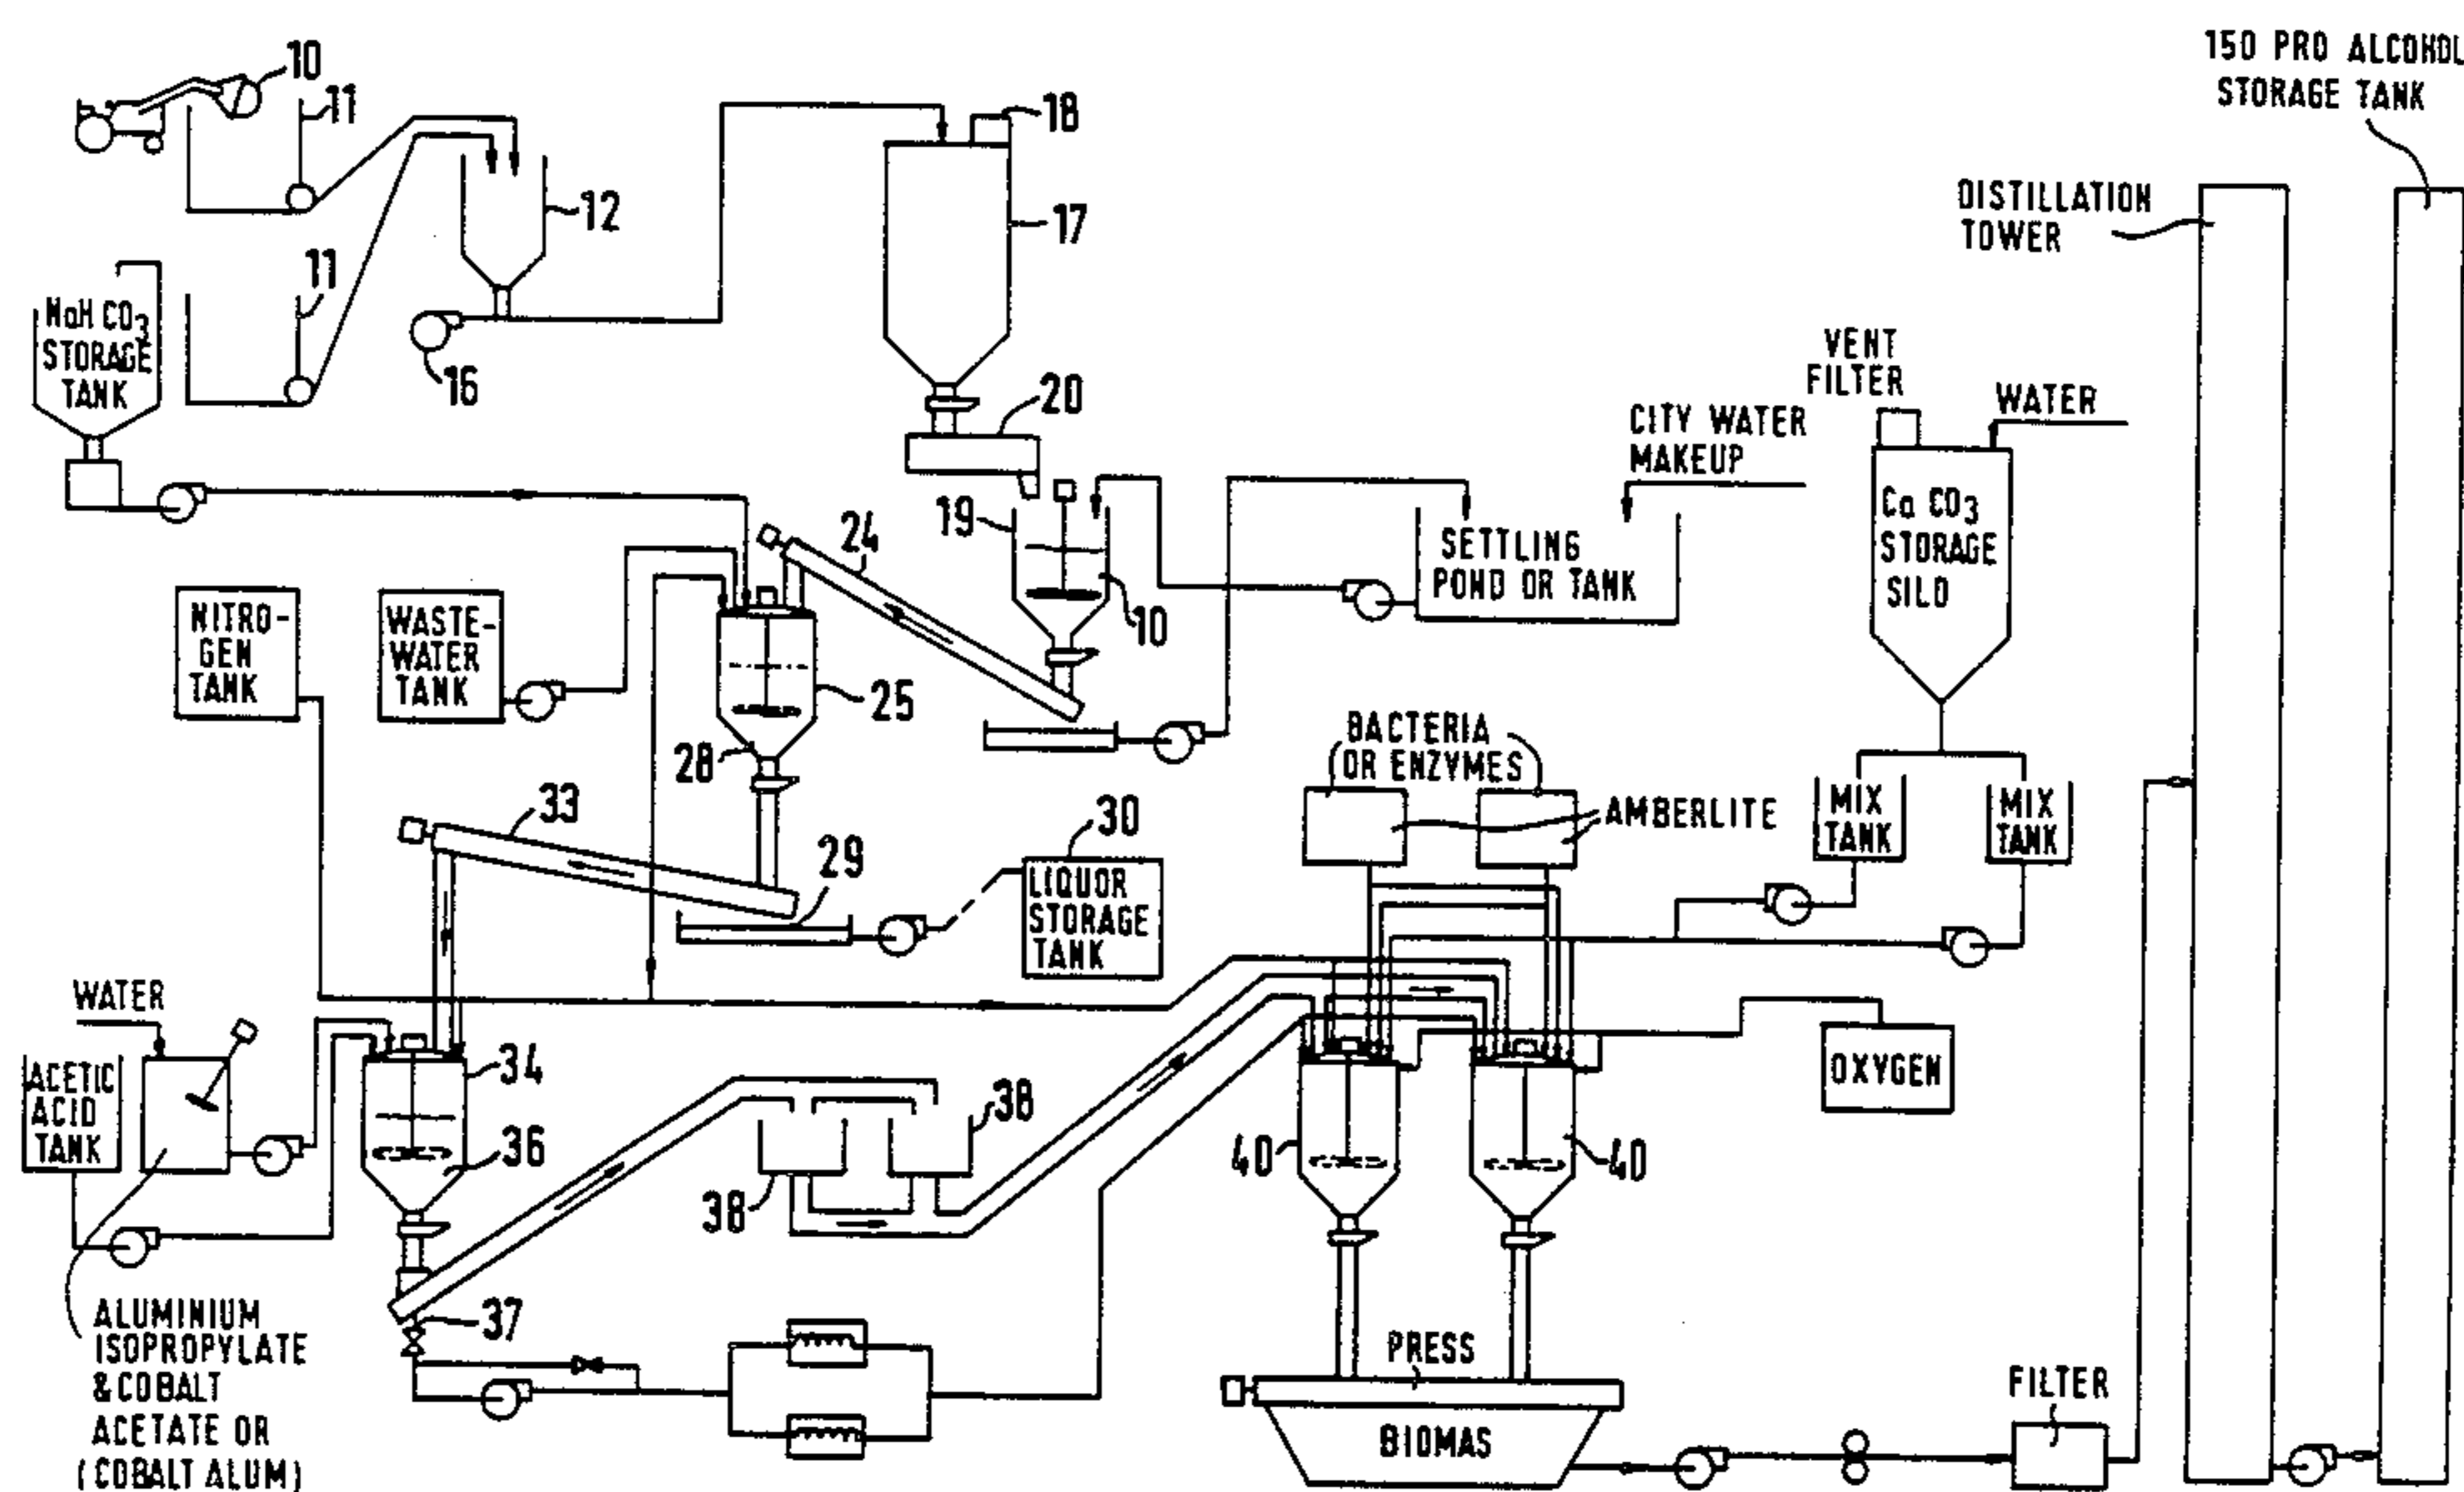 150 PRO ALCOHOL
STORAGE TANK
10
11
18
12
17
DISTILLATION
TOWER
11
NaH CO3
STORAGE
TANK
16
20
VENT
FILTER
WATER
CITY WATER
MAKEUP
19
24
Ca CO3
STORAGE
SILO
SETTLING
POND OR TANK
10
NITRO-
GEN
TANK
WASTE-
WATER
TANK
25
28
BACTERIA
OR ENZYMES
AMBERLITE
MIX
TANK
MIX
TANK
33
29
30
LIQUOR
STORAGE
TANK
WATER
ACETIC
ACID
TANK
34
36
38
38
40
40
OXYGEN
37
ALUMINIUM
ISOPROPYLATE
& COBALT
ACETATE OR
(COBALT ALUM)
PRESS
BIOMAS
FILTER